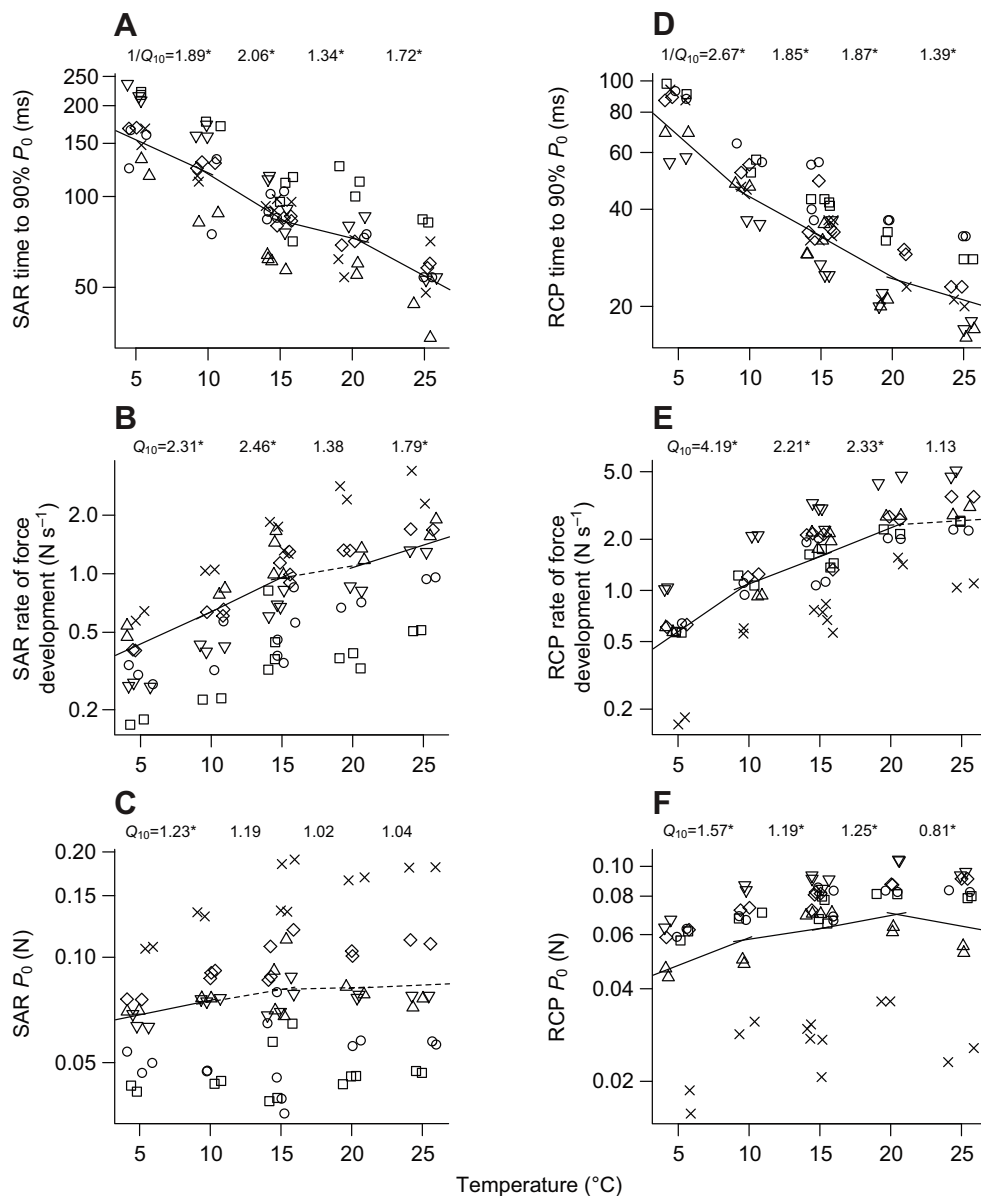 A
1/Q10=1.89* 2.06* 1.34* 1.72*
250
200
150
100
50
SAR time to 90% P0 (ms)
5 10 15 20 25
D
1/Q10=2.67* 1.85* 1.87* 1.39*
100
80
60
40
20
RCP time to 90% P0 (ms)
5 10 15 20 25
B
Q10=2.31* 2.46* 1.38 1.79*
2.0
1.0
0.5
0.2
SAR rate of force
development (N s–1)
5 10 15 20 25
E
Q10=4.19* 2.21* 2.33* 1.13
5.0
2.0
1.0
0.5
0.2
RCP rate of force
development (N s–1)
5 10 15 20 25
C
Q10=1.23* 1.19 1.02 1.04
0.20
0.15
0.10
0.05
SAR P0 (N)
5 10 15 20 25
F
Q10=1.57* 1.19* 1.25* 0.81*
0.10
0.08
0.06
0.04
0.02
RCP P0 (N)
5 10 15 20 25
Temperature (°C)